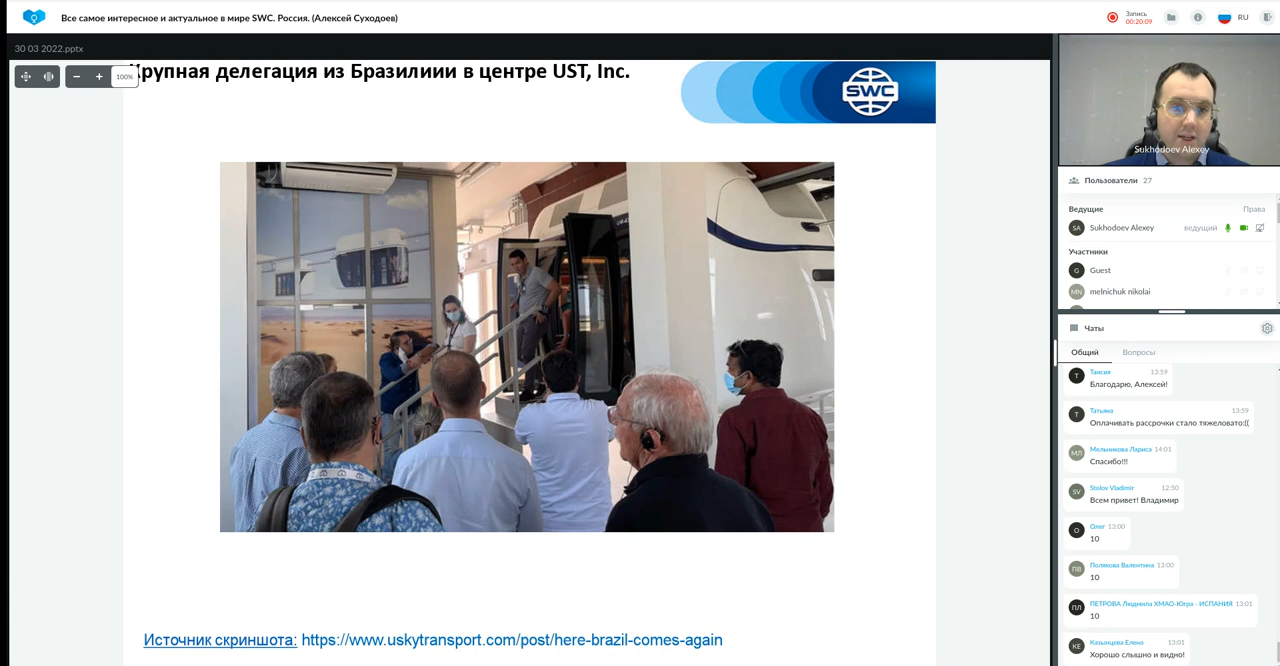 Все самое интересное и актуальное в мире SWC. Россия. (Алексей Суходоев)
Запись
00:20:09
RU
30 03 2022.pptx
100%
Крупная делегация из Бразилиии в центре UST, Inc.
SWC
Источник скриншота: https://www.uskytransport.com/post/here-brazil-comes-again
Sukhodoev Alexey
Пользователи 27
Ведущие Права
SA Sukhodoev Alexey ведущий
Участники
G Guest
MN melnichuk nikolai
Чаты
Общий Вопросы
Т Таисия 13:59
Благодарю, Алексей!
Т Татьяна 13:59
Оплачивать рассрочки стало тяжеловато:((
МЛ Мельникова Лариса 14:01
Спасибо!!!
SV Stolov Vladimir 12:50
Всем привет! Владимир
О Олег 13:00
10
ПВ Полякова Валентина 13:00
10
ПЛ ПЕТРОВА Людмила ХМАО-Югра - ИСПАНИЯ 13:01
10
КЕ Казынцева Елена 13:01
Хорошо слышно и видно!